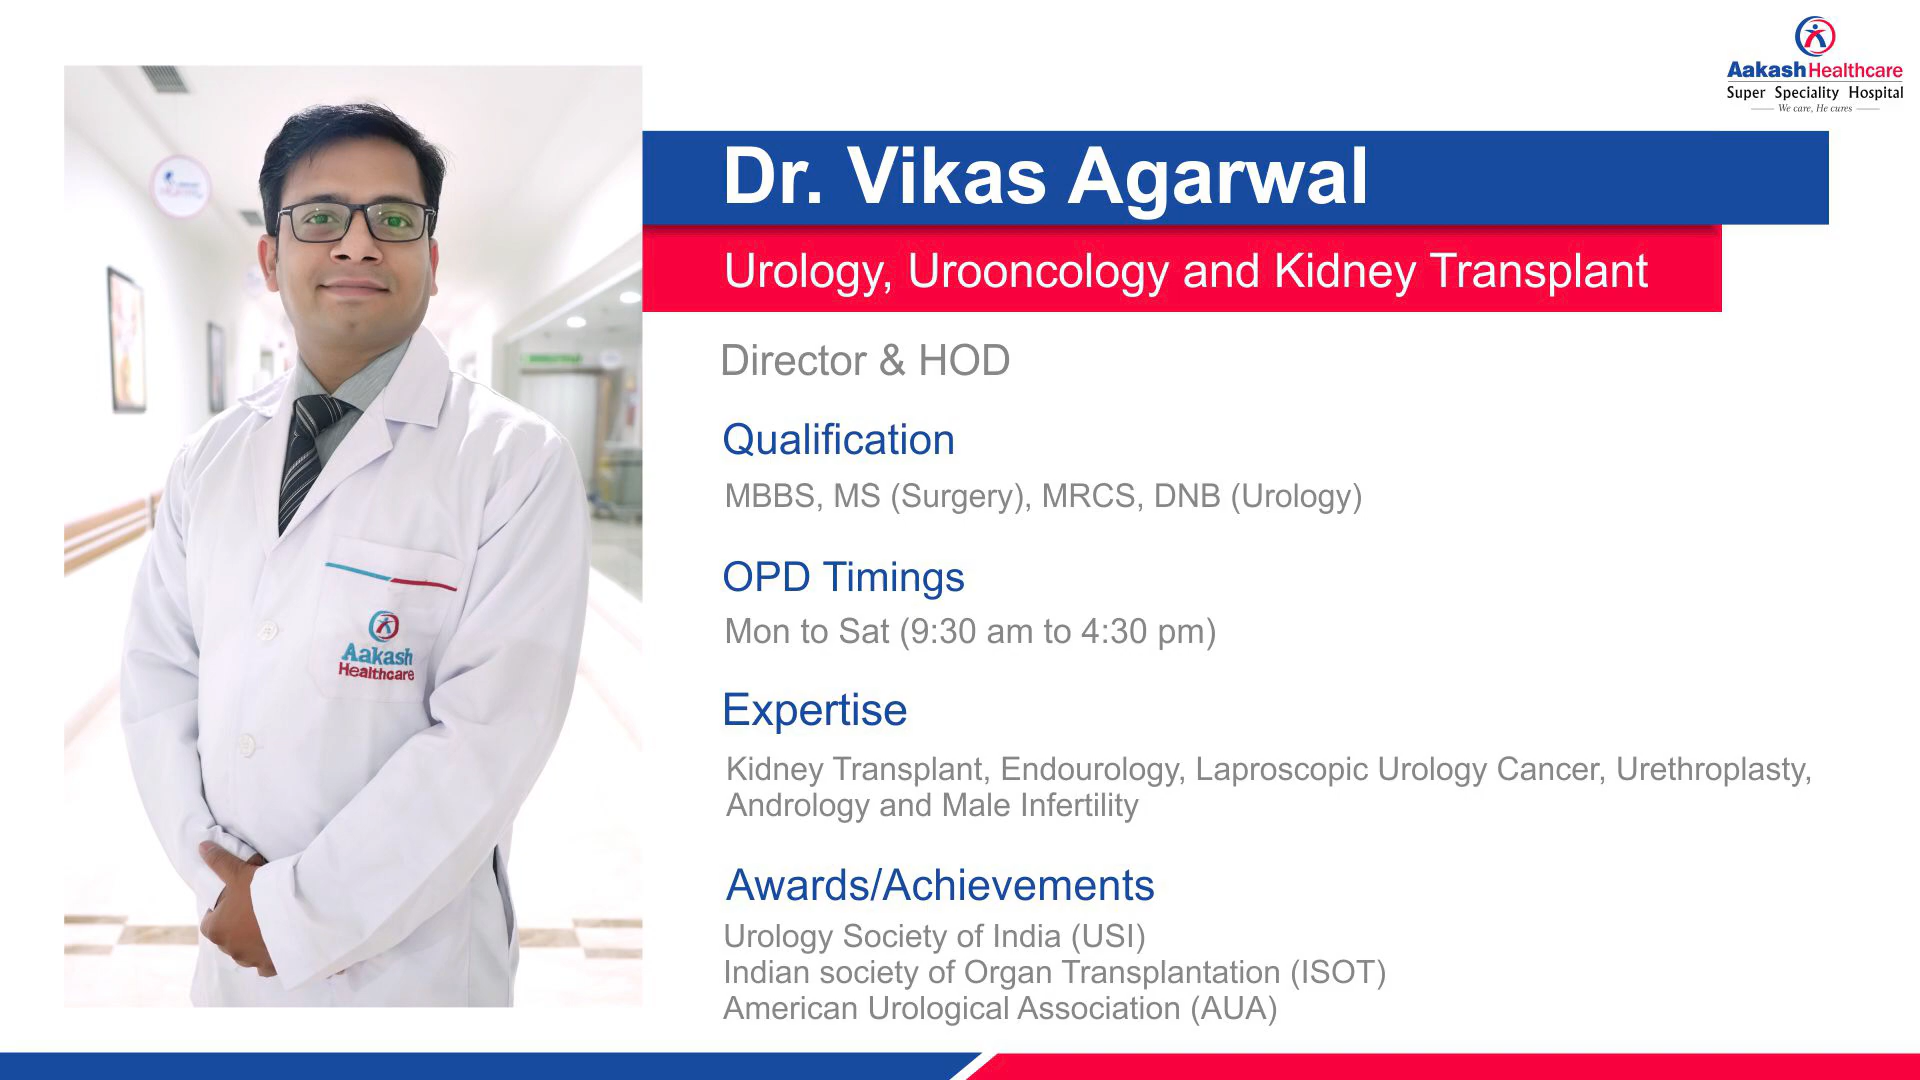 AakashHealthcare
Super Speciality Hospital
We care, He cures
Dr. Vikas Agarwal
Urology, Urooncology and Kidney Transplant
Director & HOD
Qualification
MBBS, MS (Surgery), MRCS, DNB (Urology)
OPD Timings
Mon to Sat (9:30 am to 4:30 pm)
Expertise
Kidney Transplant, Endourology, Laproscopic Urology Cancer, Urethroplasty,
Andrology and Male Infertility
Awards/Achievements
Urology Society of India (USI)
Indian society of Organ Transplantation (ISOT)
American Urological Association (AUA)
Aakash
Healthcare